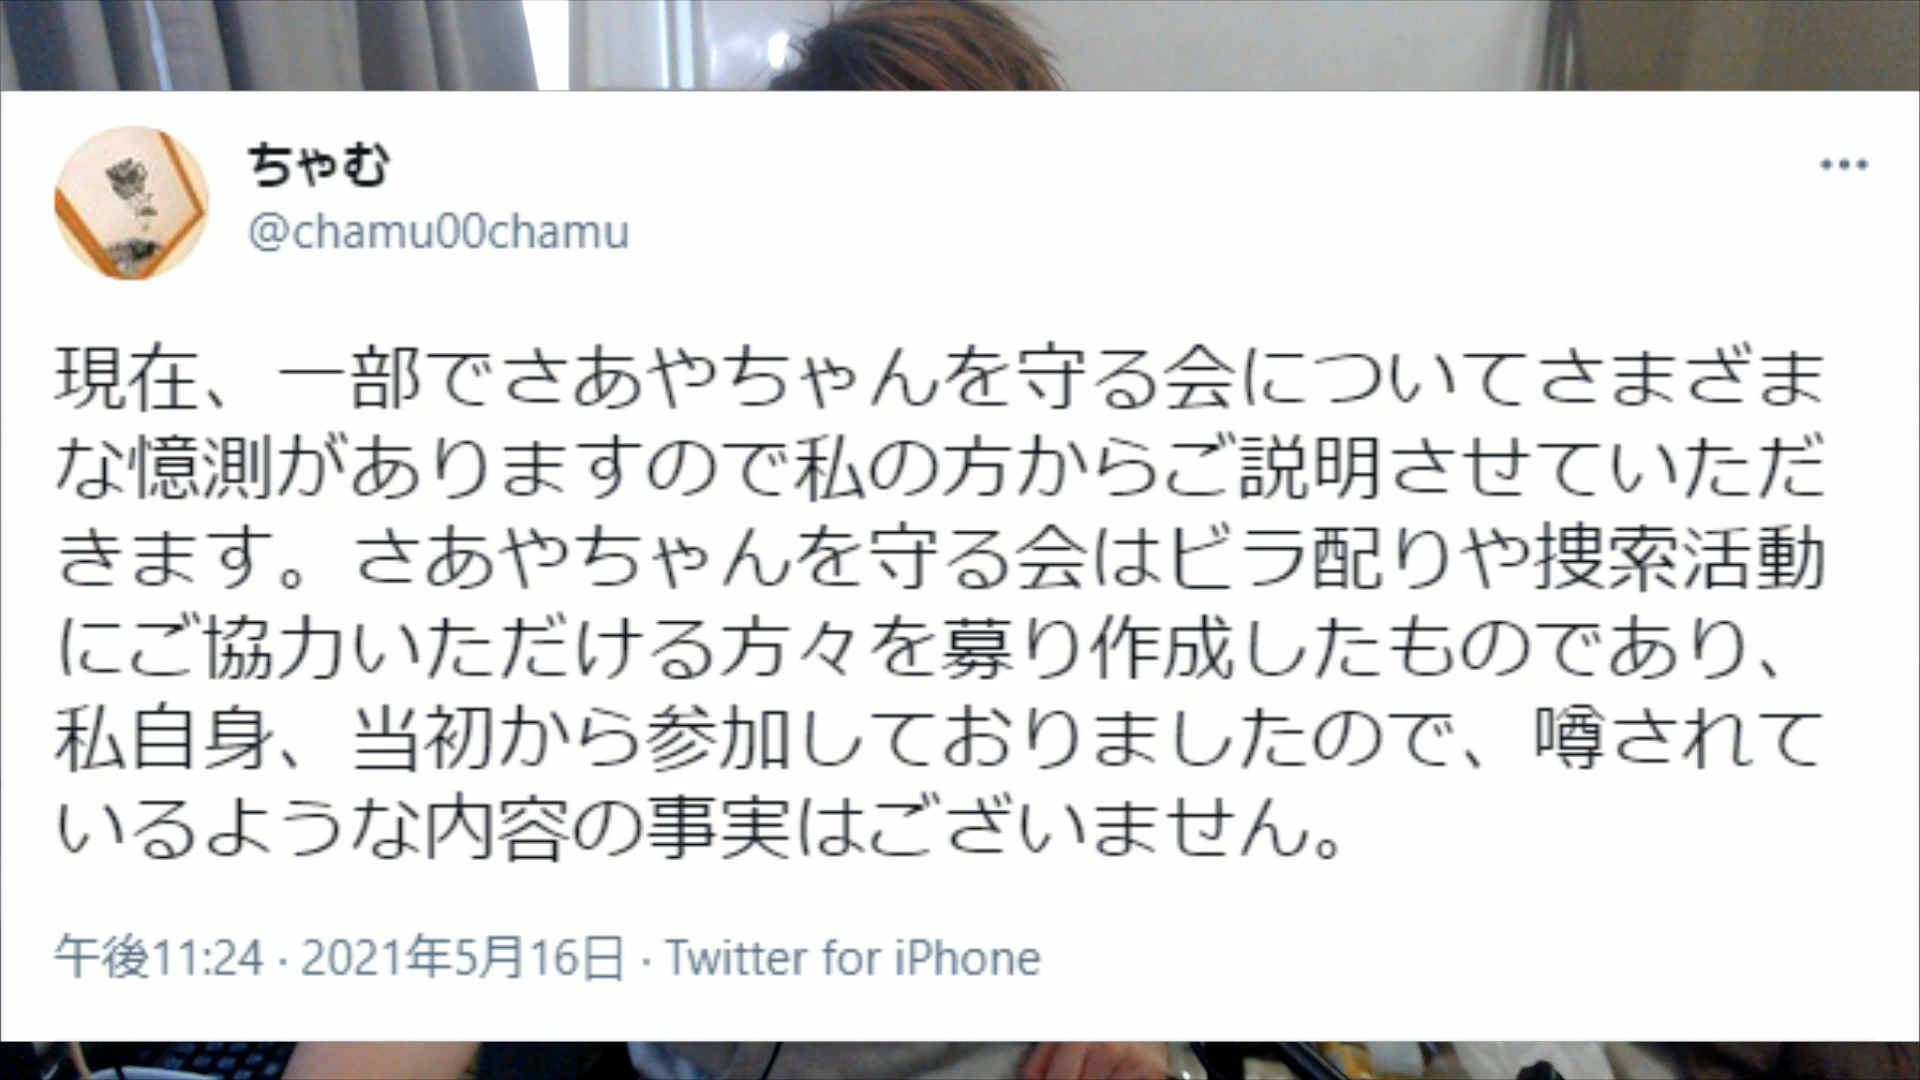 ちゃむ
@chamu00chamu
現在、一部でさあやちゃんを守る会についてさまざま
な憶測がありますので私の方からご説明させていただ
きます。さあやちゃんを守る会はビラ配りや捜索活動
にご協力いただける方々を募り作成したものであり、
私自身、当初から参加しておりましたので、噂されて
いるような内容の事実はございません。
午後11:24 · 2021年5月16日 · Twitter for iPhone